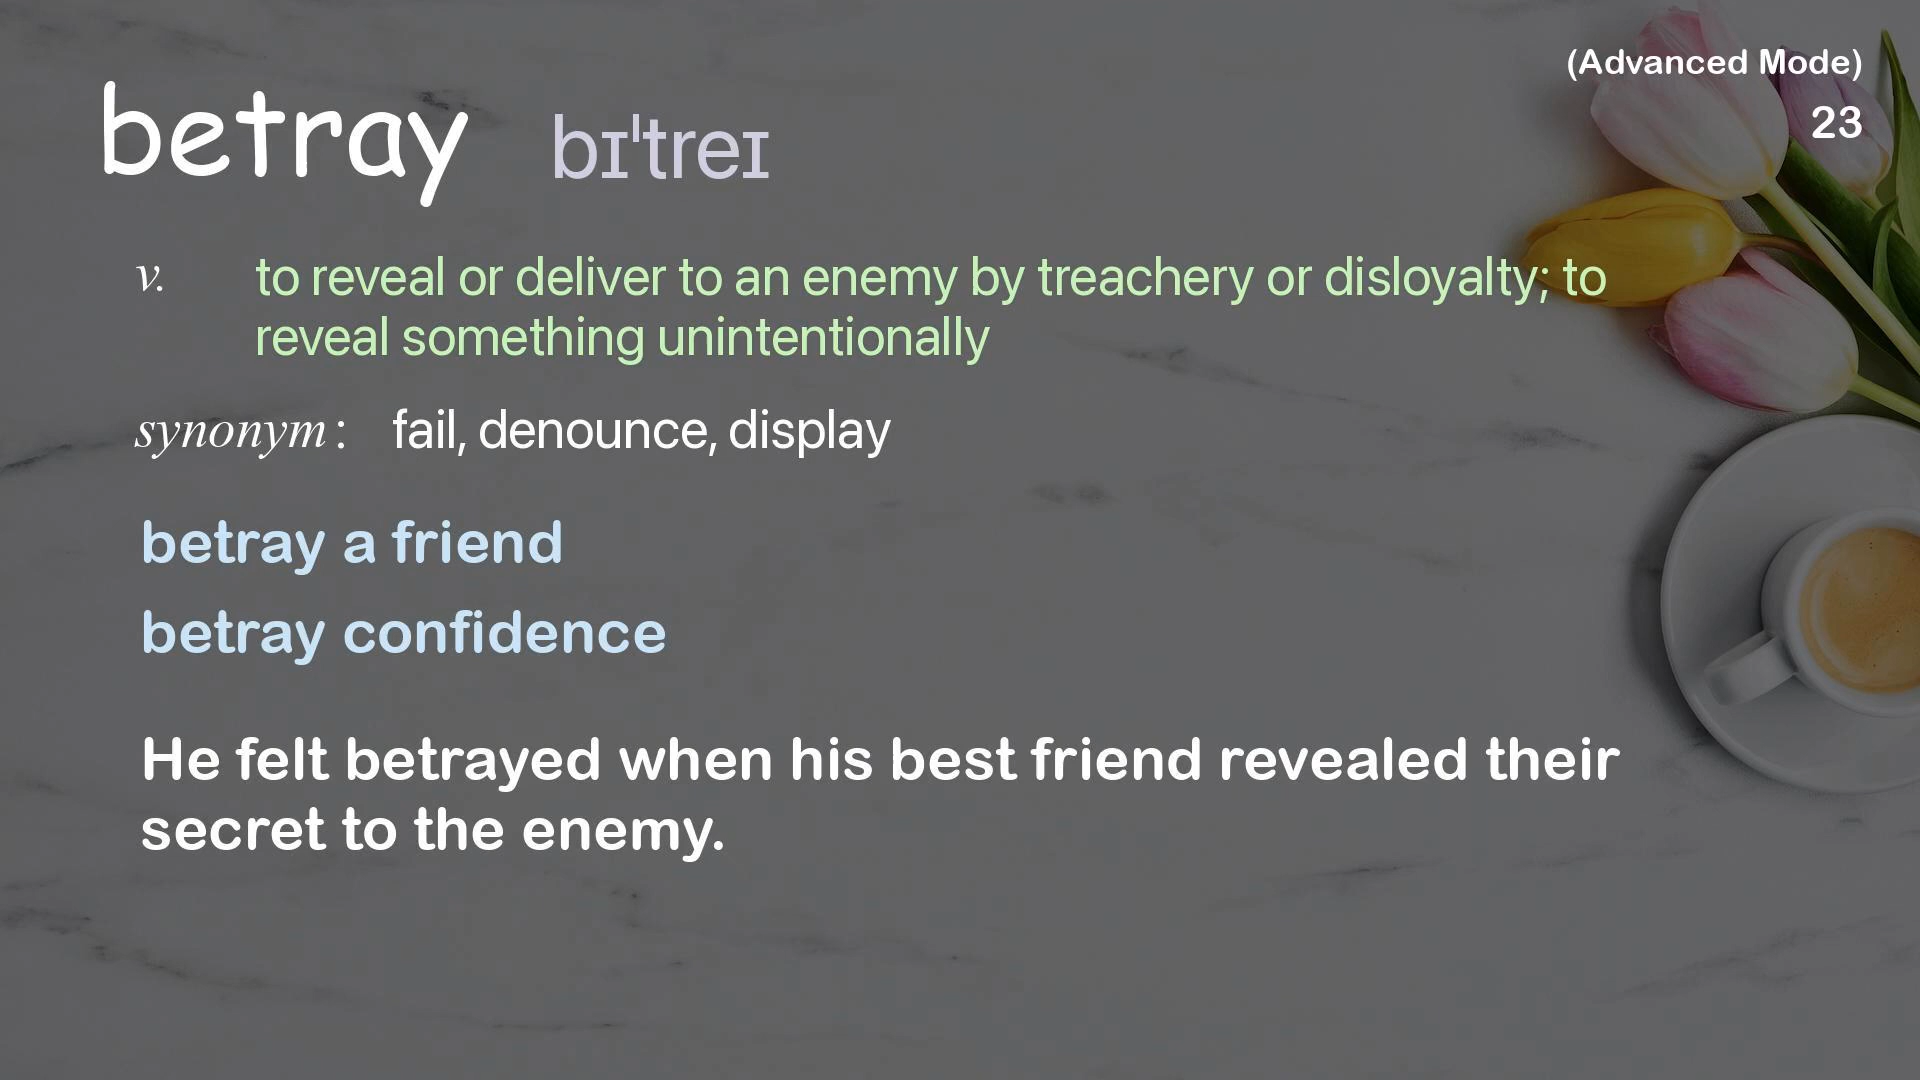 (Advanced Mode)
betray bɪˈtreɪ
23
v. to reveal or deliver to an enemy by treachery or disloyalty; to
reveal something unintentionally
synonym: fail, denounce, display
betray a friend
betray confidence
He felt betrayed when his best friend revealed their
secret to the enemy.